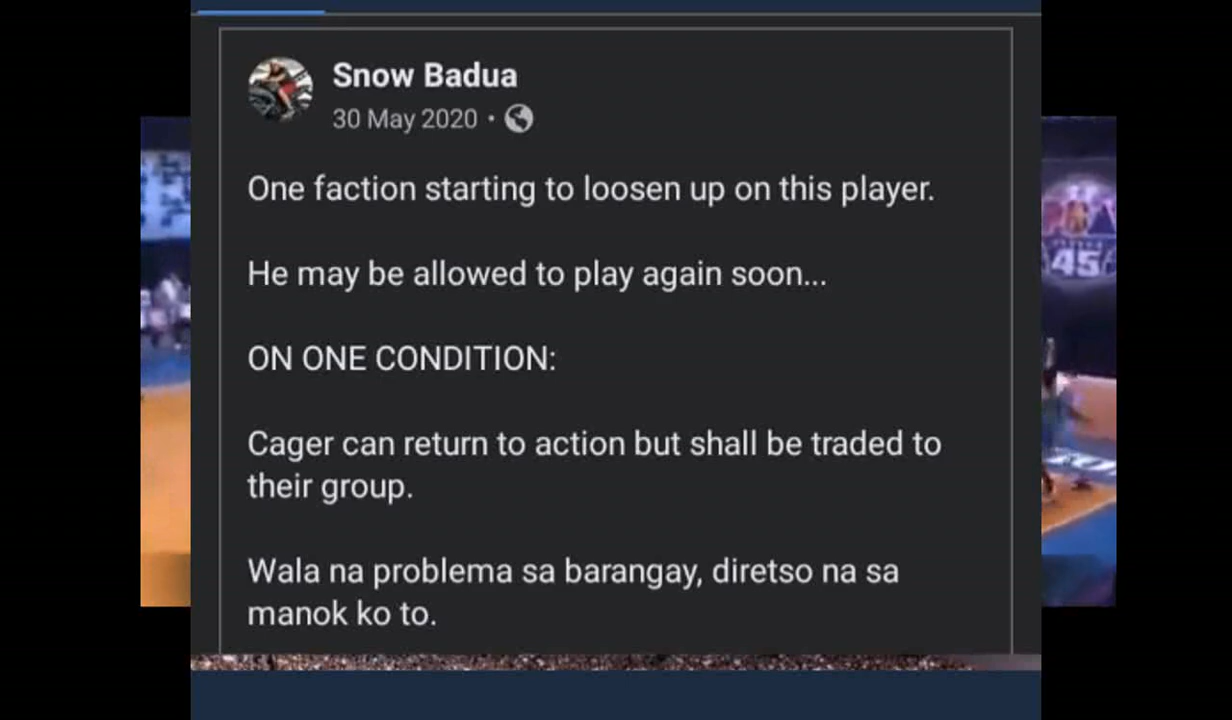 Snow Badua
30 May 2020 ·
One faction starting to loosen up on this player.
He may be allowed to play again soon...
ON ONE CONDITION:
Cager can return to action but shall be traded to
their group.
Wala na problema sa barangay, diretso na sa
manok ko to.
45